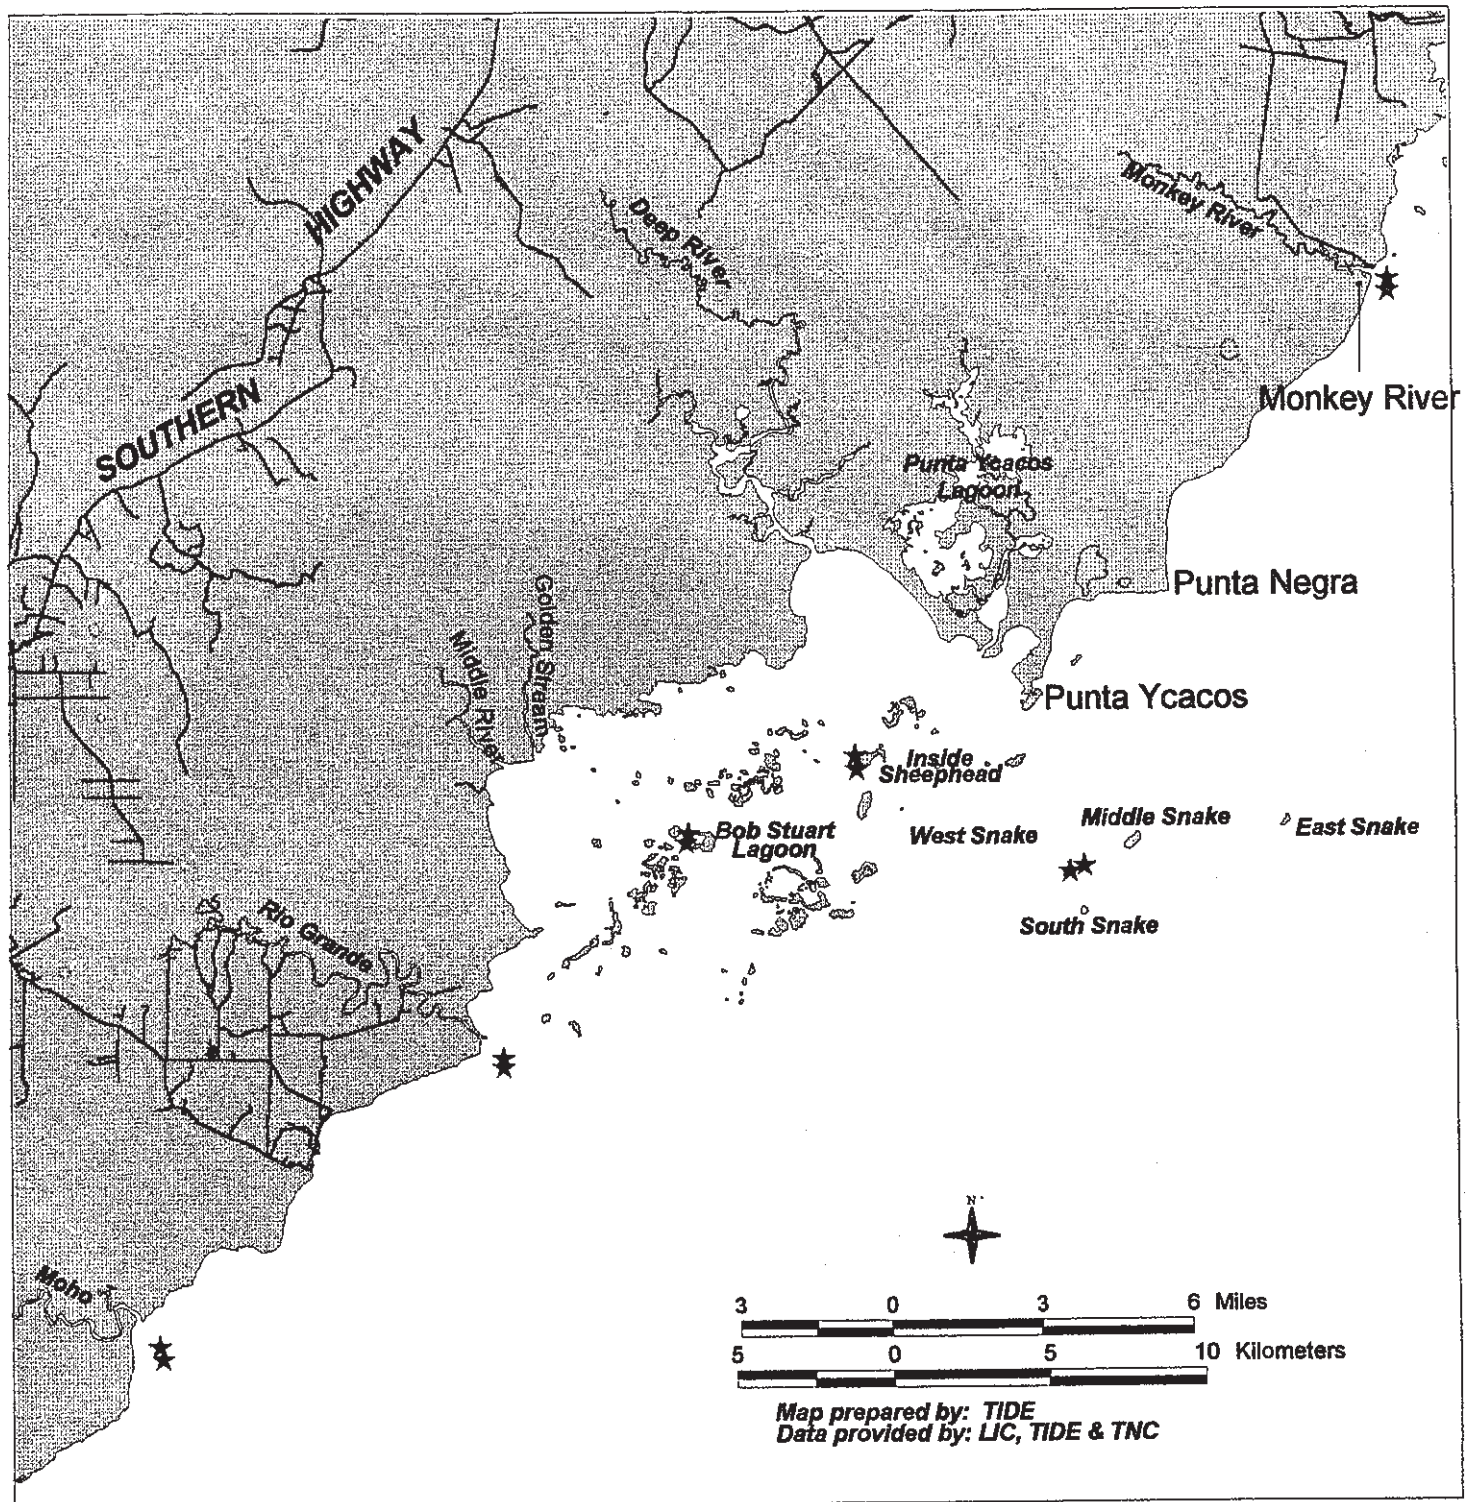 HIGHWAY
SOUTHERN
Deep River
Monkey River
Monkey River
Punta Ycacos
Lagoon
Punta Negra
Punta Ycacos
Golden Stream
Middle River
Inside
Sheephead
Bob Stuart
Lagoon
West Snake
Middle Snake
East Snake
South Snake
Rio Grande
Moho
N
3 0 3 6 Miles
5 0 5 10 Kilometers
Map prepared by: TIDE
Data provided by: LIC, TIDE & TNC